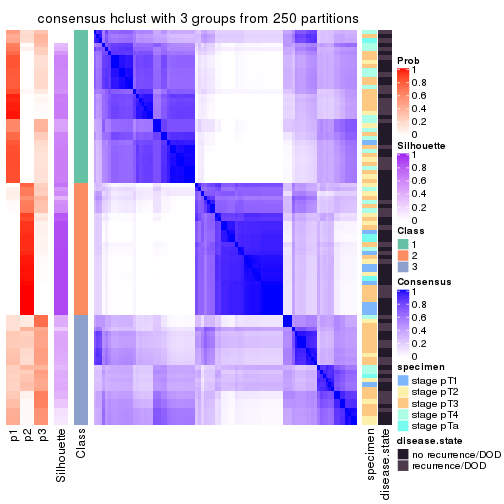 consensus hclust with 3 groups from 250 partitions
Prob
1
0.8
0.6
0.4
0.2
0
Silhouette
1
0.8
0.6
0.4
0.2
0
Class
1
2
3
Consensus
1
0.8
0.6
0.4
0.2
0
specimen
stage pT1
stage pT2
stage pT3
stage pT4
stage pTa
disease.state
no recurrence/DOD
recurrence/DOD
p1
p2
p3
Silhouette
Class
specimen
disease.state